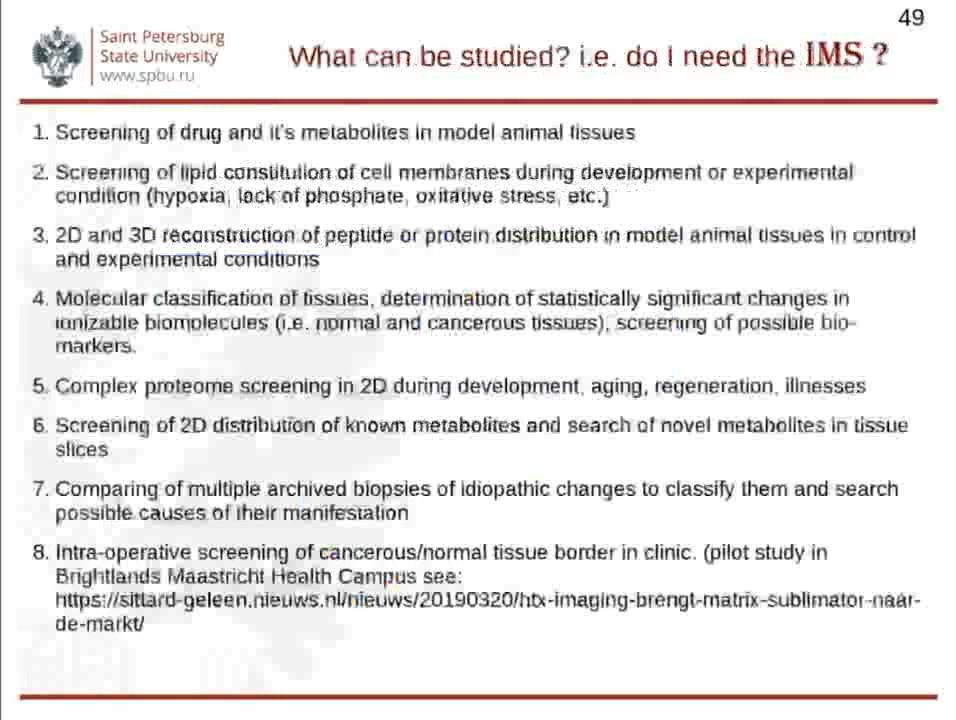 49
Saint Petersburg
State University
www.spbu.ru
What can be studied? i.e. do I need the IMS ?
1. Screening of drug and it's metabolites in model animal tissues
2. Screening of lipid constitution of cell membranes during development or experimental
condition (hypoxia, lack of phosphate, oxitative stress, etc.)
3. 2D and 3D reconstruction of peptide or protein distribution in model animal tissues in control
and experimental conditions
4. Molecular classification of tissues, determination of statistically significant changes in
ionizable biomolecules (i.e. normal and cancerous tissues), screening of possible bio-
markers.
5. Complex proteome screening in 2D during development, aging, regeneration, illnesses
6. Screening of 2D distribution of known metabolites and search of novel metabolites in tissue
slices
7. Comparing of multiple archived biopsies of idiopathic changes to classify them and search
possible causes of their manifestation
8. Intra-operative screening of cancerous/normal tissue border in clinic. (pilot study in
Brightlands Maastricht Health Campus see:
https://sittard-geleen.nieuws.nl/nieuws/20190320/htx-imaging-brengt-matrix-sublimator-naar-
de-markt/